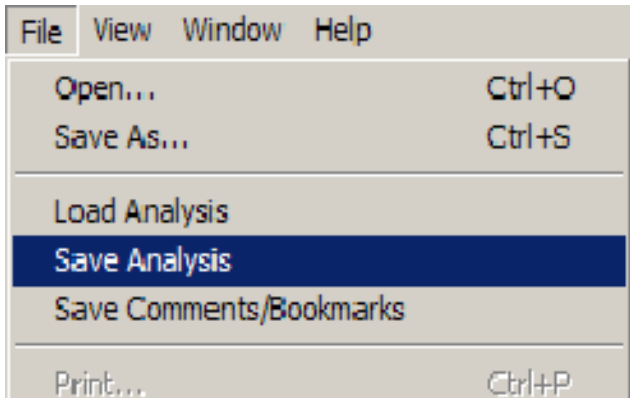 File View Window Help
Open... Ctrl+O
Save As... Ctrl+S
Load Analysis
Save Analysis
Save Comments/Bookmarks
Print... Ctrl+P